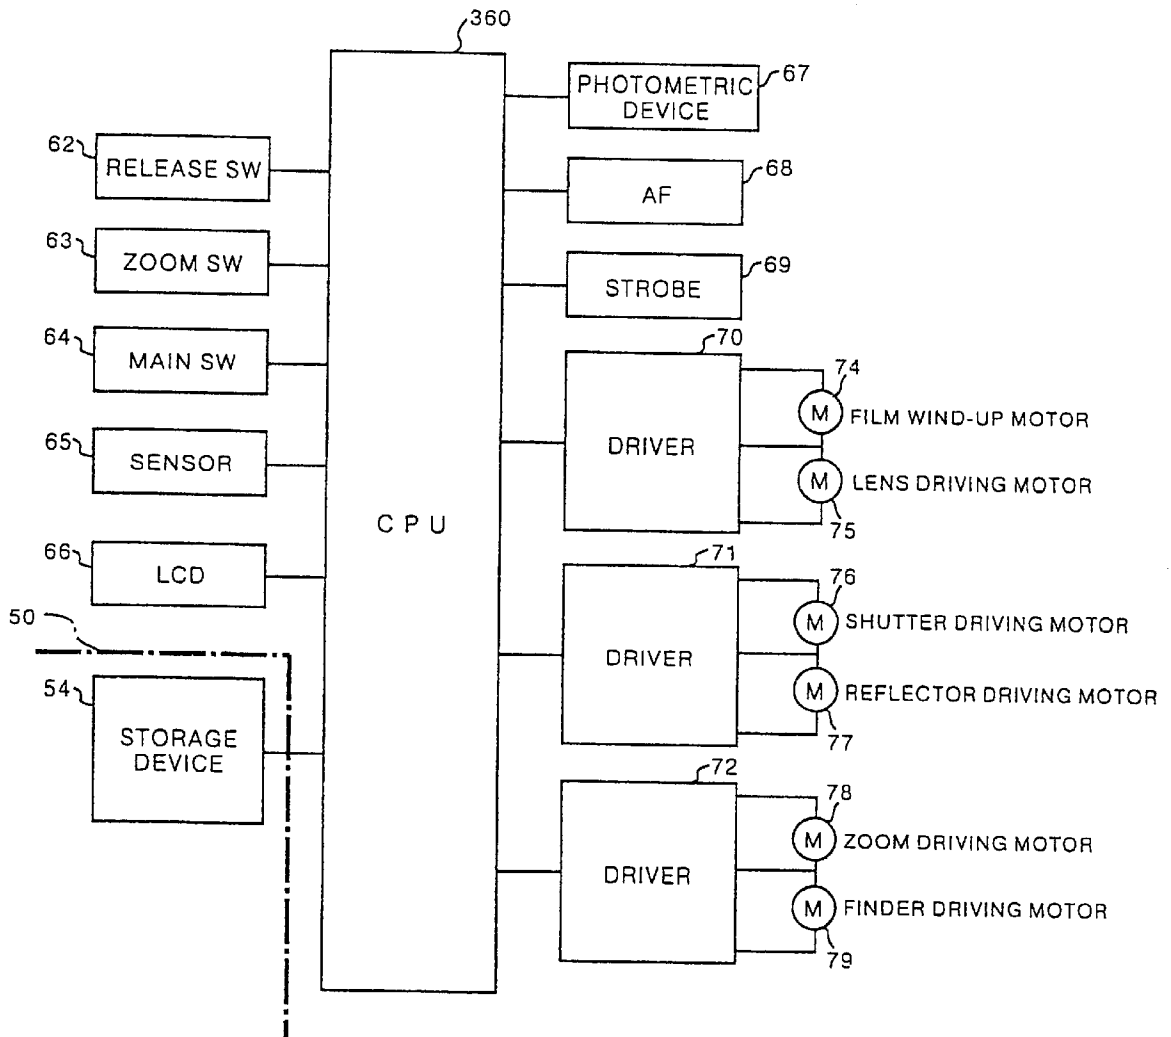 360
PHOTOMETRIC
DEVICE
67
62
RELEASE SW
AF
68
63
ZOOM SW
STROBE
69
64
MAIN SW
70
DRIVER
74
M
FILM WIND-UP MOTOR
M
LENS DRIVING MOTOR
75
65
SENSOR
CPU
66
LCD
71
DRIVER
76
M
SHUTTER DRIVING MOTOR
M
REFLECTOR DRIVING MOTOR
77
50
54
STORAGE
DEVICE
72
DRIVER
78
M
ZOOM DRIVING MOTOR
M
FINDER DRIVING MOTOR
79